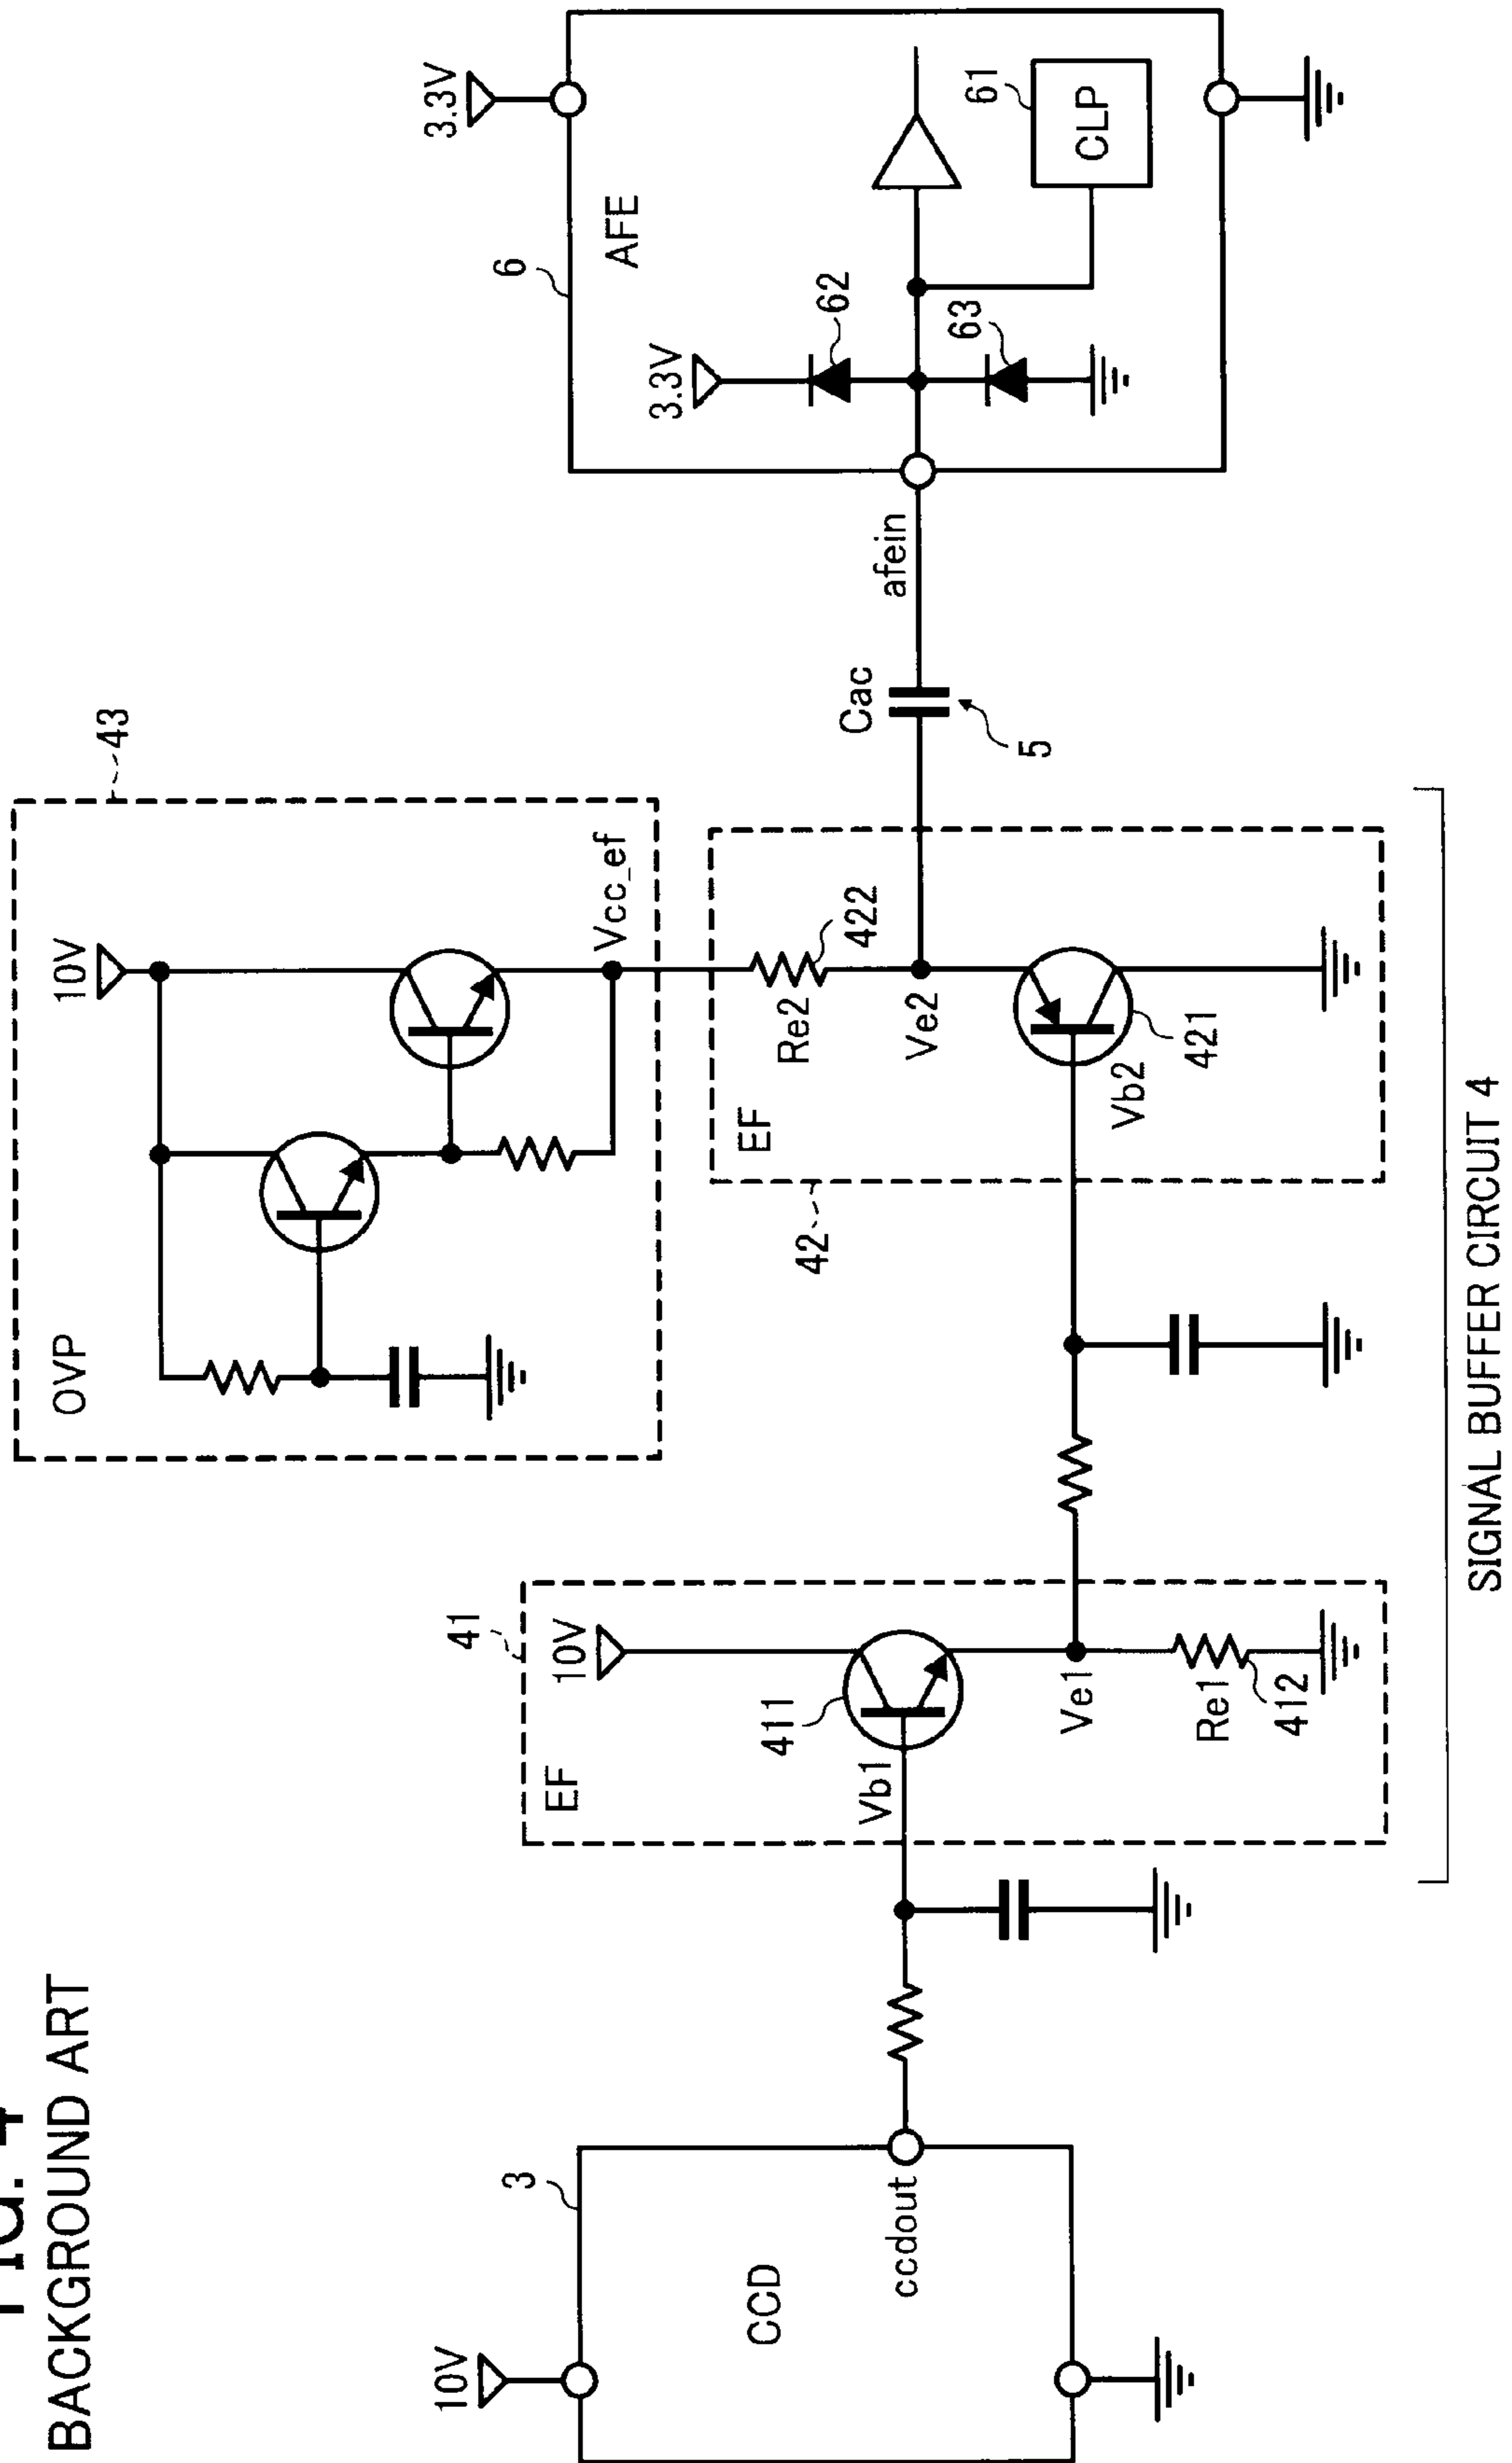 FIG. 4
BACKGROUND ART
10V
3
CCD
ccdout
41
EF
10V
411
Vb1
Ve1
Re1
412
43
OVP
10V
Vcc_ef
42
EF
Re2
422
Ve2
Vb2
421
SIGNAL BUFFER CIRCUIT 4
Cac
5
afein
6
3.3V
AFE
3.3V
62
63
61
CLP